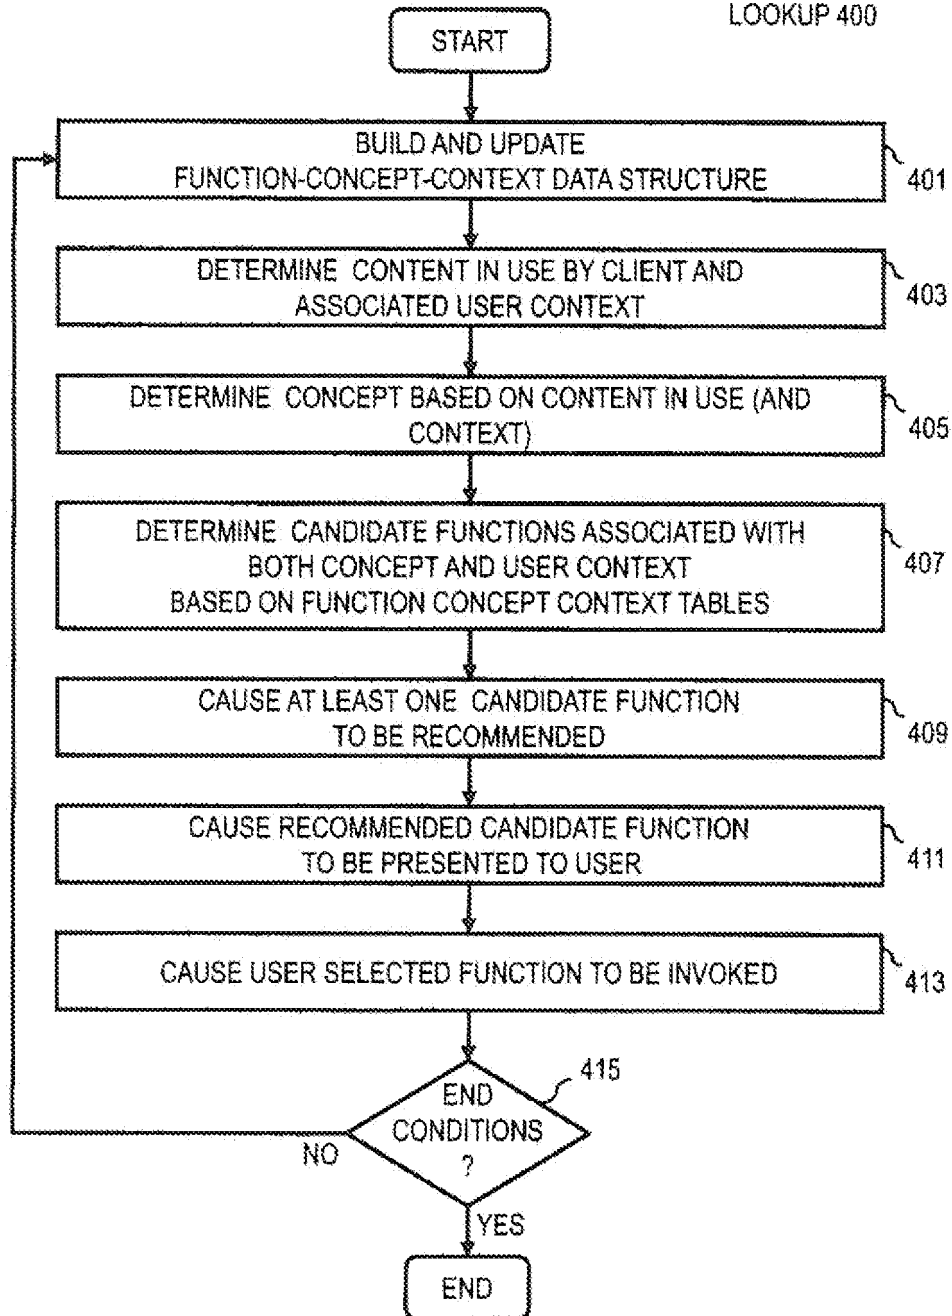 LOOKUP 400
START
BUILD AND UPDATE
FUNCTION-CONCEPT-CONTEXT DATA STRUCTURE
401
DETERMINE CONTENT IN USE BY CLIENT AND
ASSOCIATED USER CONTEXT
403
DETERMINE CONCEPT BASED ON CONTENT IN USE (AND
CONTEXT)
405
DETERMINE CANDIDATE FUNCTIONS ASSOCIATED WITH
BOTH CONCEPT AND USER CONTEXT
BASED ON FUNCTION CONCEPT CONTEXT TABLES
407
CAUSE AT LEAST ONE CANDIDATE FUNCTION
TO BE RECOMMENDED
409
CAUSE RECOMMENDED CANDIDATE FUNCTION
TO BE PRESENTED TO USER
411
CAUSE USER SELECTED FUNCTION TO BE INVOKED
413
415
END
CONDITIONS
?
NO
YES
END